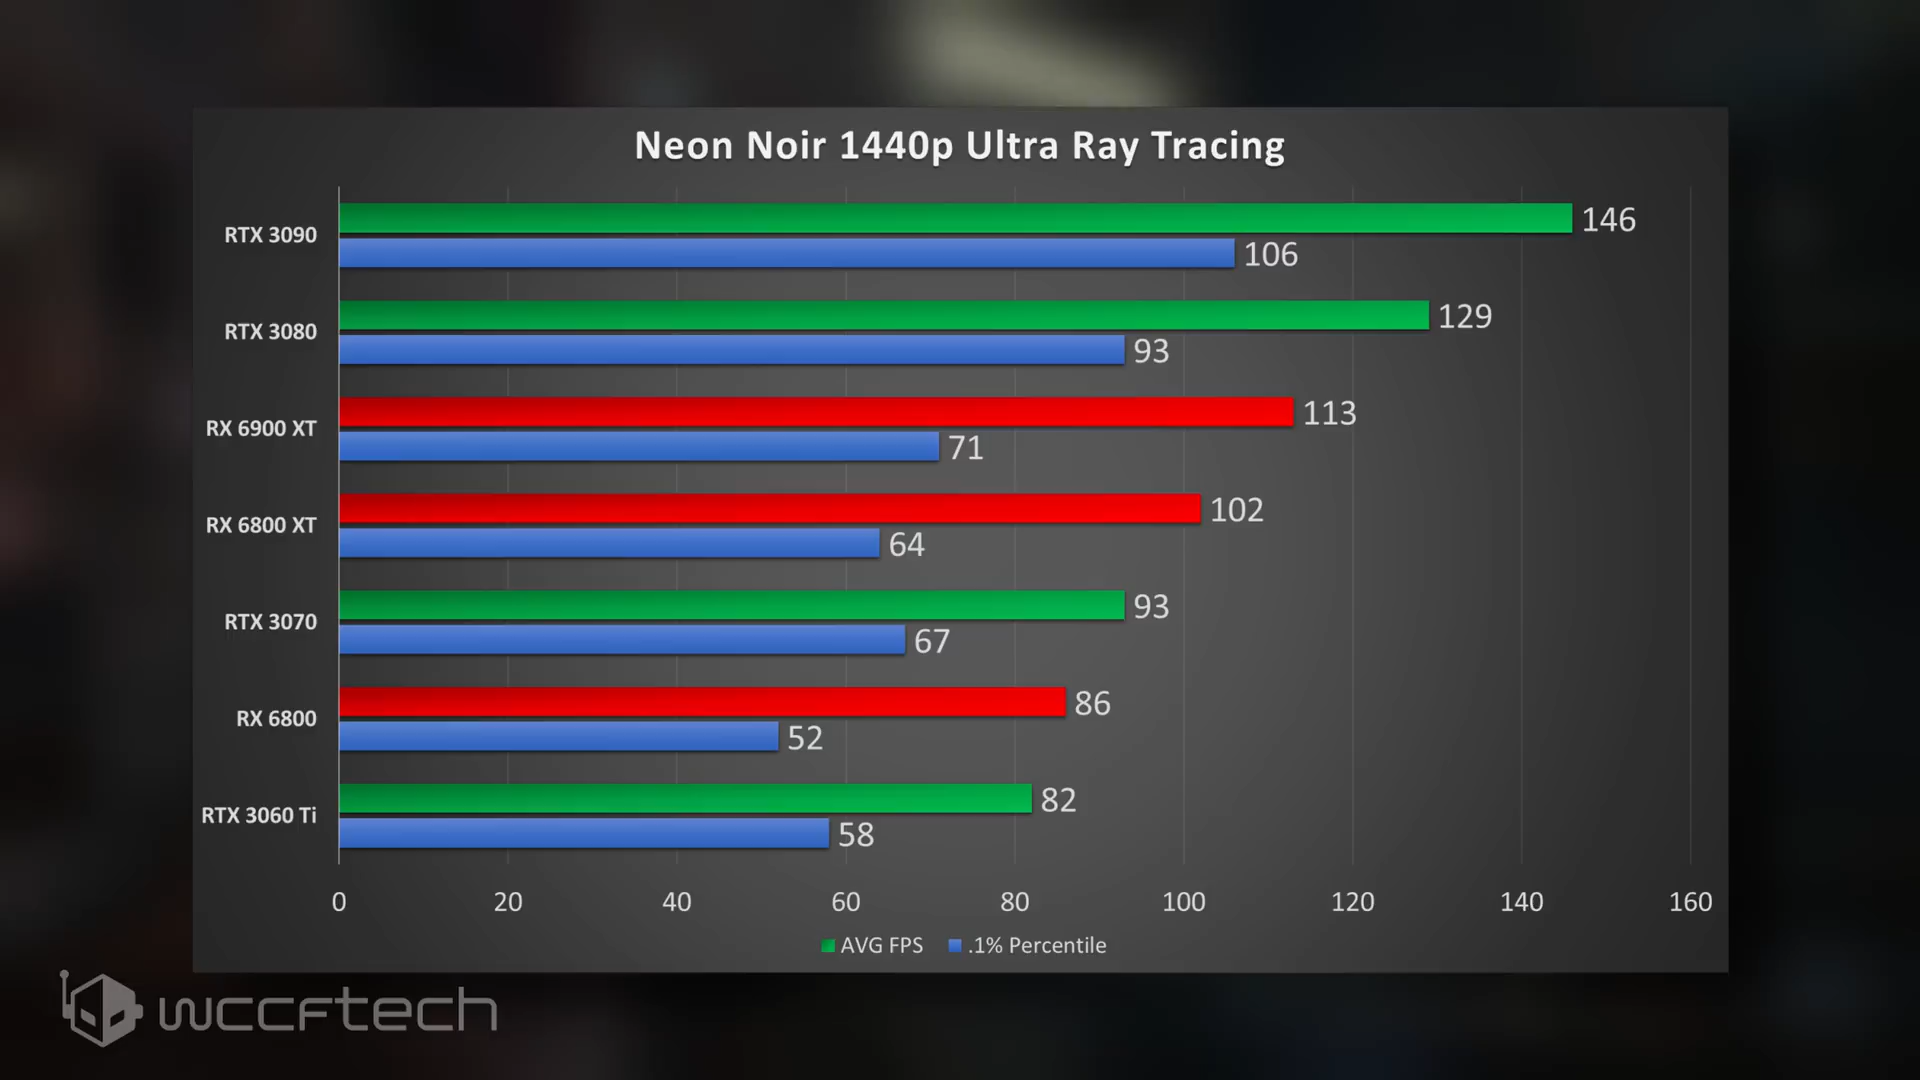 Neon Noir 1440p Ultra Ray Tracing
RTX 3090
146
106
RTX 3080
129
93
RX 6900 XT
113
71
RX 6800 XT
102
64
RTX 3070
93
67
RX 6800
86
52
RTX 3060 Ti
82
58
0 20 40 60 80 100 120 140 160
AVG FPS .1% Percentile
wccftech